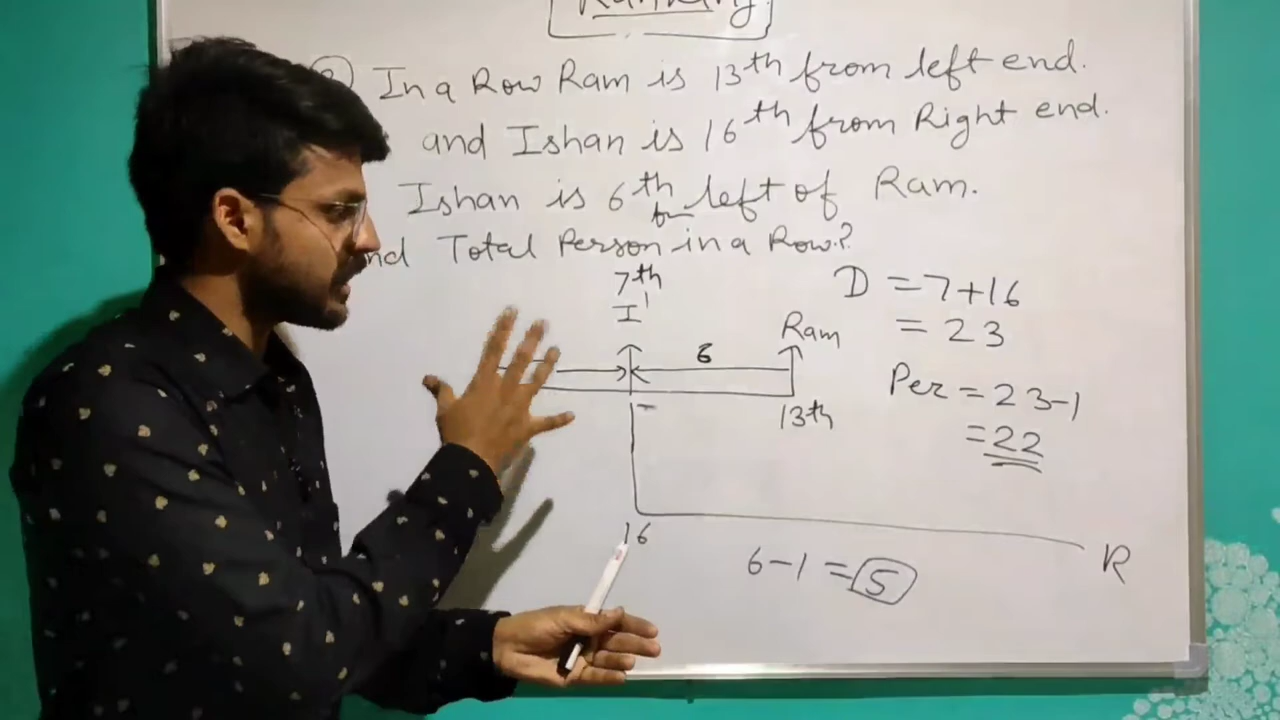 Ranking
In a Row Ram is 13th from left end.
and Ishan is 16th from Right end.
Ishan is 6th left of Ram.
Total Person in a Row?
7th
I
6
Ram
13th
16
R
D = 7+16
= 23
Per = 23-1
= 22
6-1 = 5